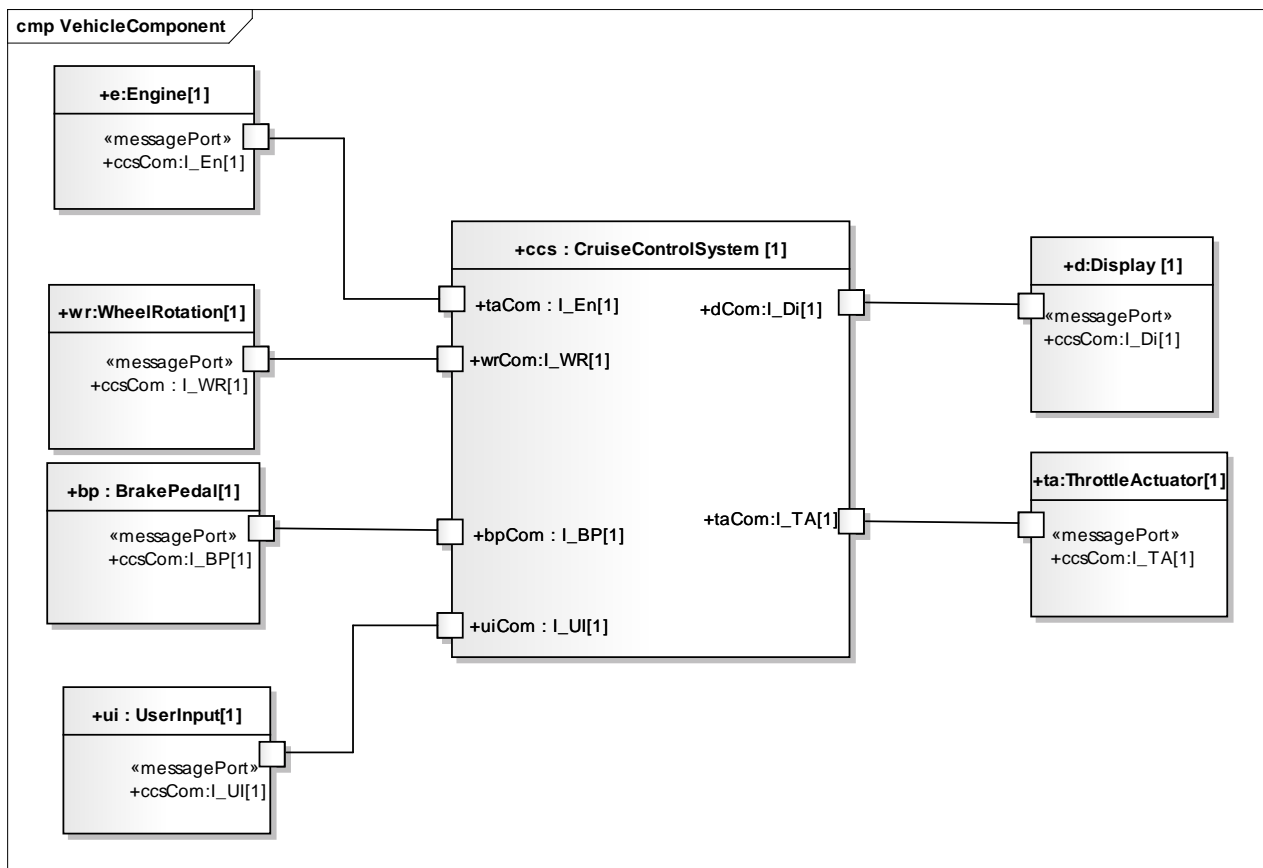 cmp VehicleComponent
+e:Engine[1]
«messagePort»
+ccsCom:I_En[1]
+wr:WheelRotation[1]
«messagePort»
+ccsCom : I_WR[1]
+bp : BrakePedal[1]
«messagePort»
+ccsCom:I_BP[1]
+ui : UserInput[1]
«messagePort»
+ccsCom:I_UI[1]
+ccs : CruiseControlSystem [1]
+taCom : I_En[1]
+wrCom:I_WR[1]
+bpCom : I_BP[1]
+uiCom : I_UI[1]
+dCom:I_Di[1]
+taCom:I_TA[1]
+d:Display [1]
«messagePort»
+ccsCom:I_Di[1]
+ta:ThrottleActuator[1]
«messagePort»
+ccsCom:I_TA[1]